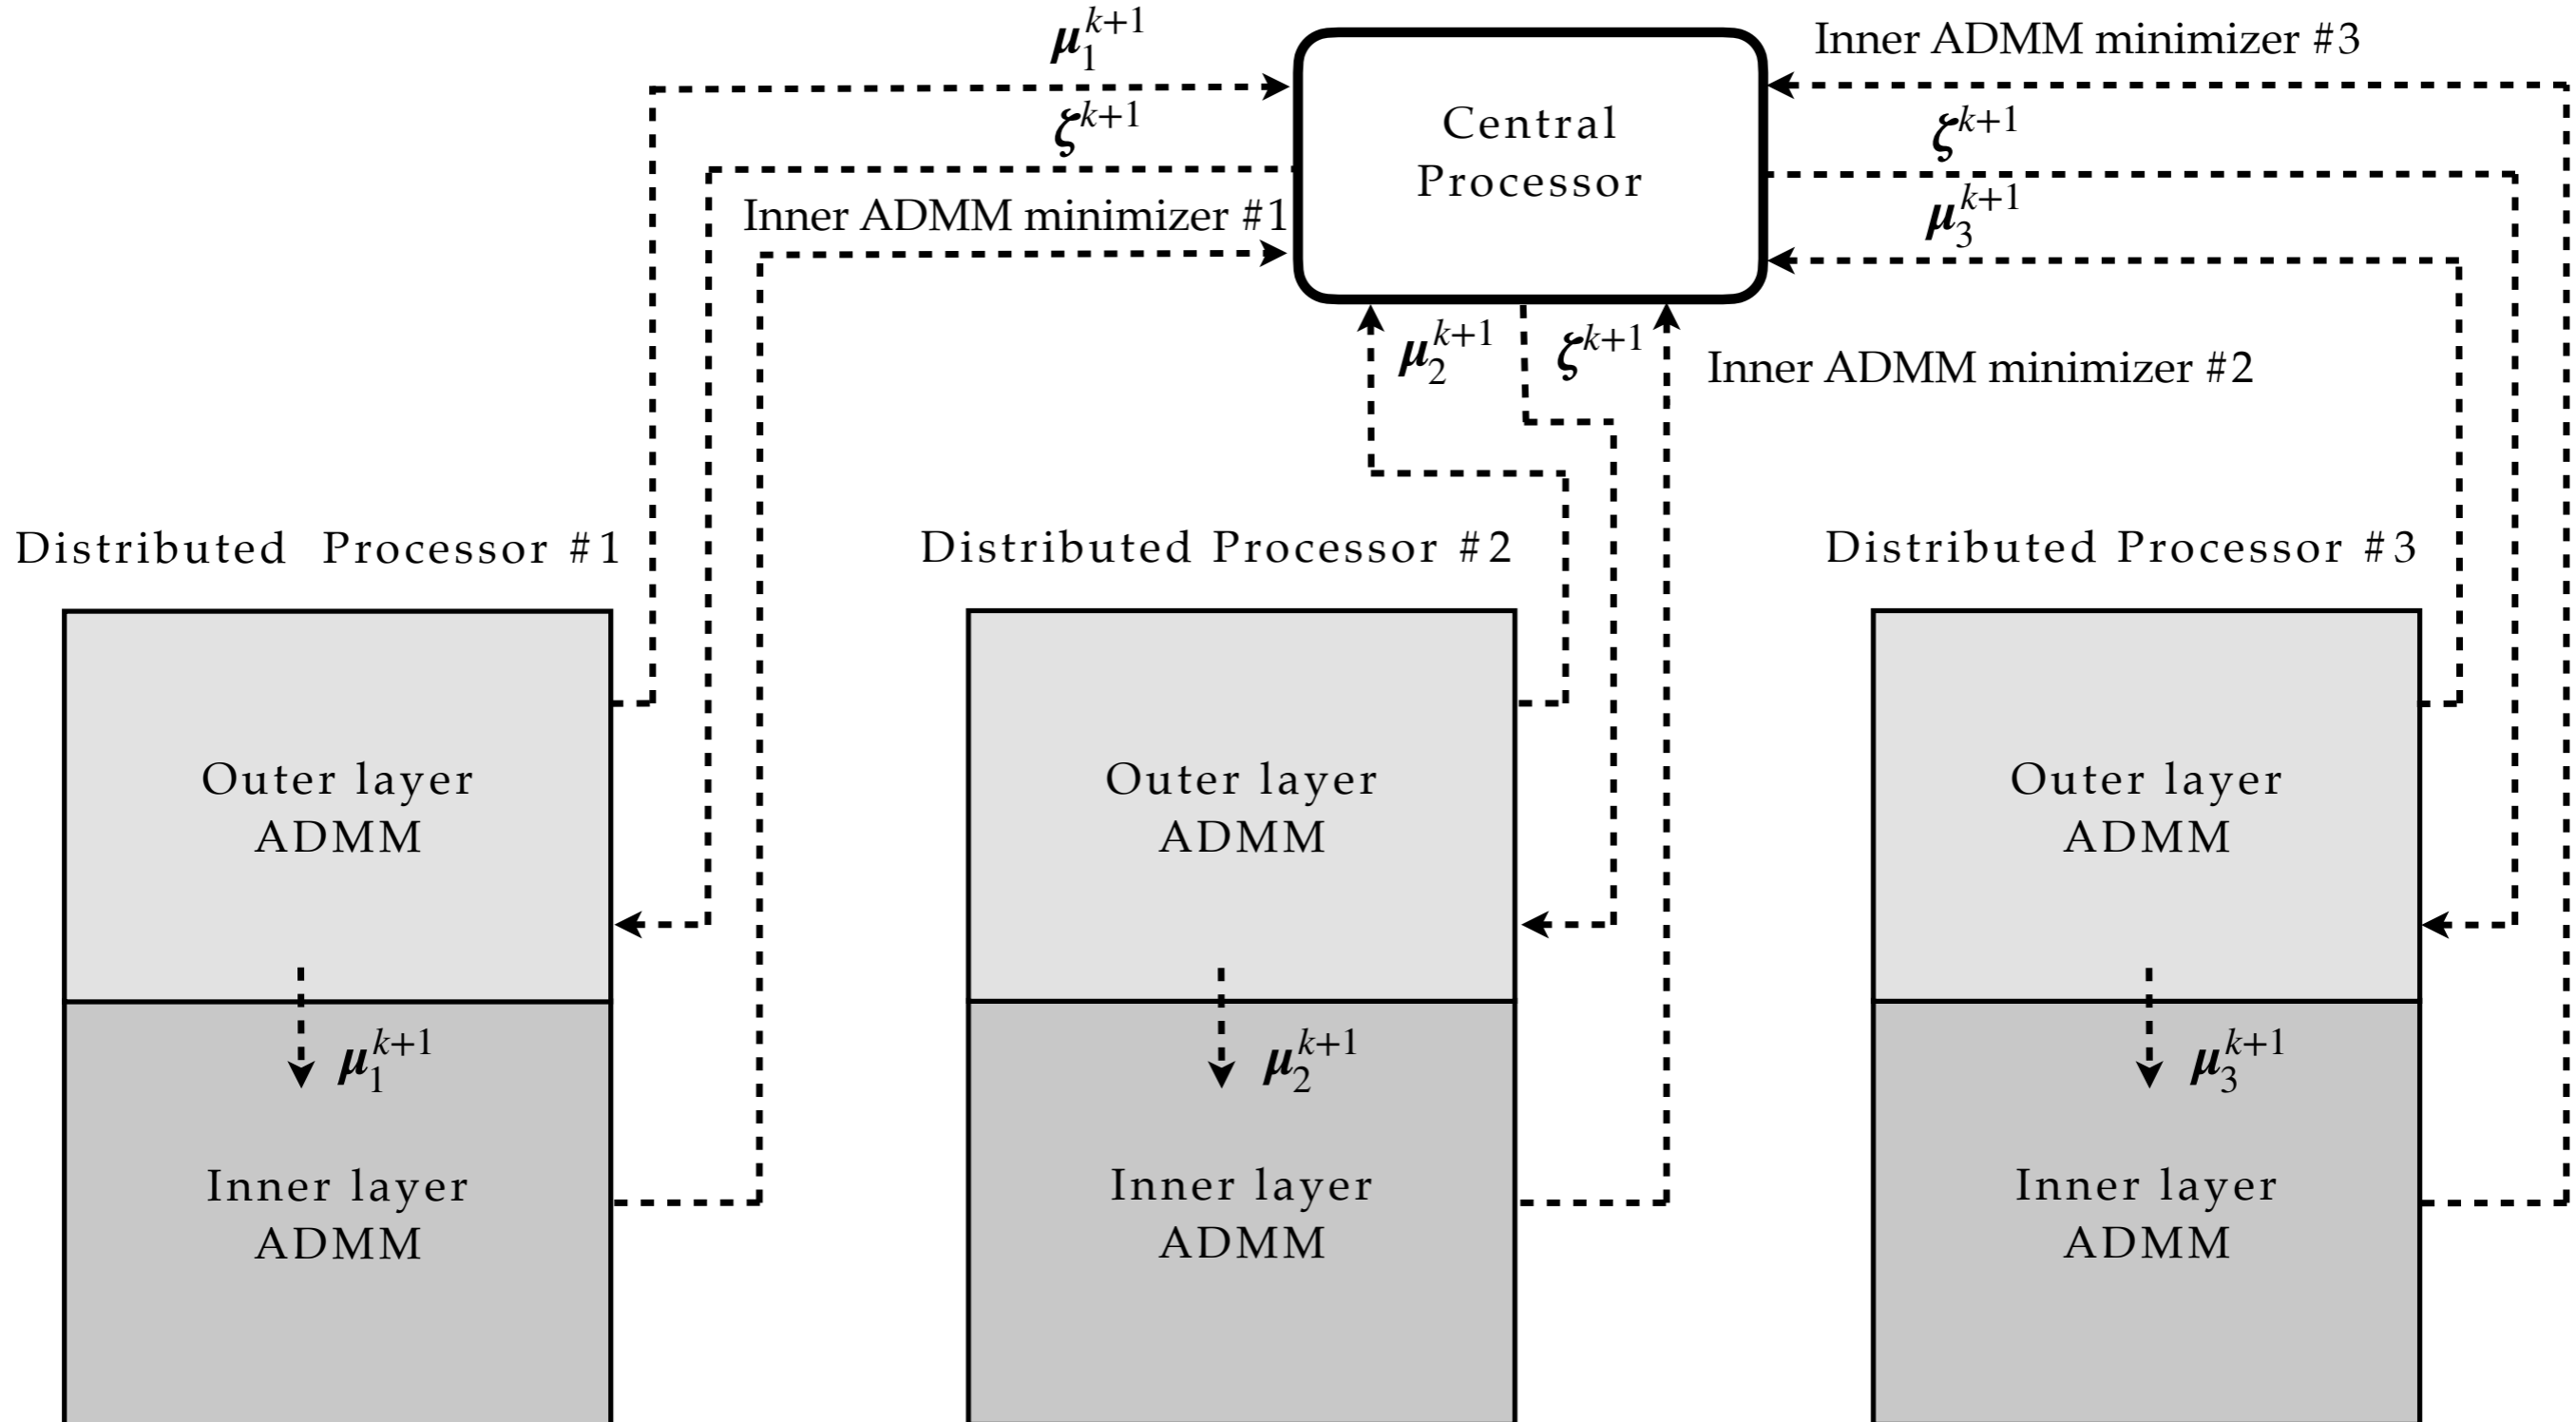 μ₁ᵏ⁺¹
Inner ADMM minimizer #3
Central
Processor
ζᵏ⁺¹
ζᵏ⁺¹
Inner ADMM minimizer #1
μ₃ᵏ⁺¹
μ₂ᵏ⁺¹
ζᵏ⁺¹
Inner ADMM minimizer #2
Distributed Processor #1
Distributed Processor #2
Distributed Processor #3
Outer layer
ADMM
Outer layer
ADMM
Outer layer
ADMM
μ₁ᵏ⁺¹
μ₂ᵏ⁺¹
μ₃ᵏ⁺¹
Inner layer
ADMM
Inner layer
ADMM
Inner layer
ADMM